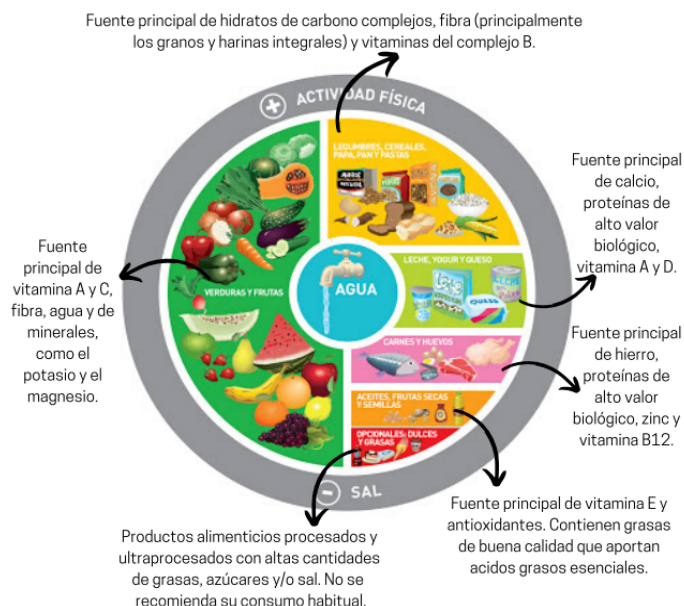 Fuente principal de hidratos de carbono complejos, fibra (principalmente
los granos y harinas integrales) y vitaminas del complejo B.
ACTIVIDAD FÍSICA
LEGUMBRES, CEREALES,
PAPA, PAN Y PASTAS
Fuente principal
de calcio,
proteínas de
alto valor
biológico,
vitamina A y D.
LECHE, YOGUR Y QUESO
LECHE
QUESO
Fuente
principal de
vitamina A y C,
fibra, agua y de
minerales,
como el
potasio y el
magnesio.
VERDURAS Y FRUTAS
AGUA
CARNES Y HUEVOS
Fuente principal
de hierro,
proteínas de
alto valor
biológico, zinc y
vitamina B12.
ACEITES, FRUTAS SECAS
Y SEMILLAS
OPCIONALES: DULCES
Y GRASAS
SAL
Fuente principal de vitamina E y
antioxidantes. Contienen grasas
de buena calidad que aportan
acidos grasos esenciales.
Productos alimenticios procesados y
ultraprocesados con altas cantidades
de grasas, azúcares y/o sal. No se
recomienda su consumo habitual.